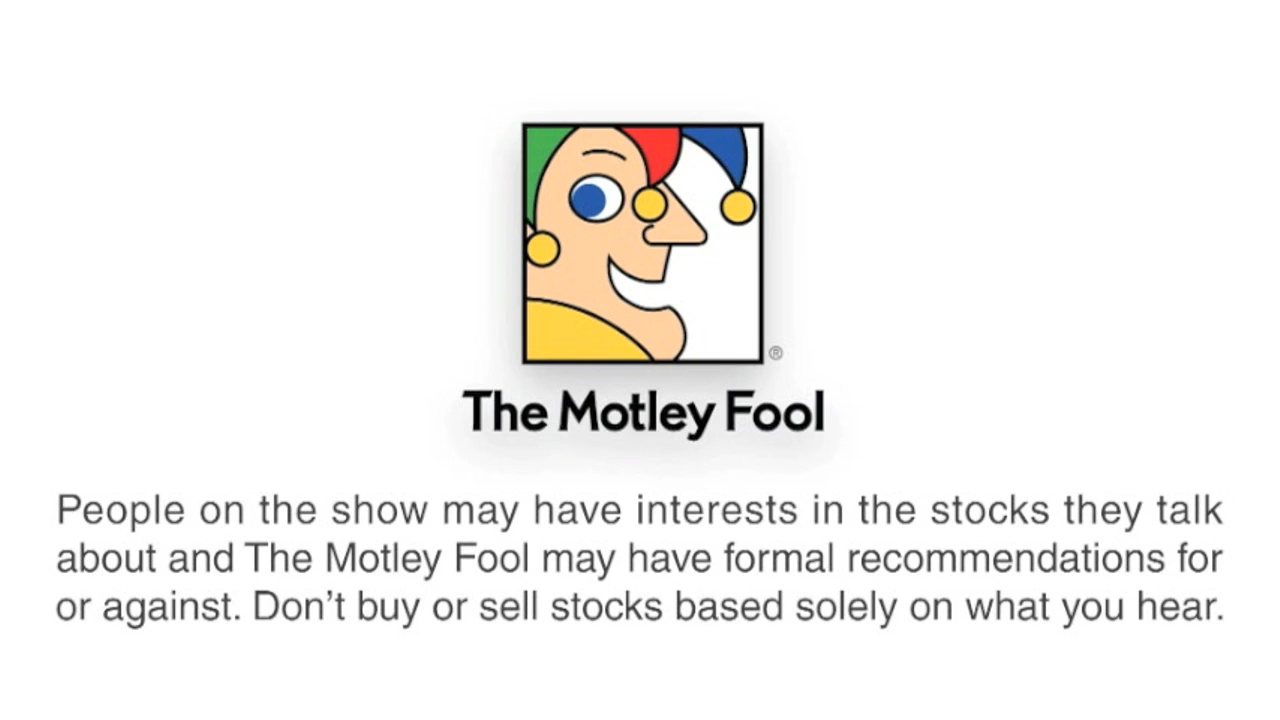 ®
The Motley Fool
People on the show may have interests in the stocks they talk
about and The Motley Fool may have formal recommendations for
or against. Don’t buy or sell stocks based solely on what you hear.